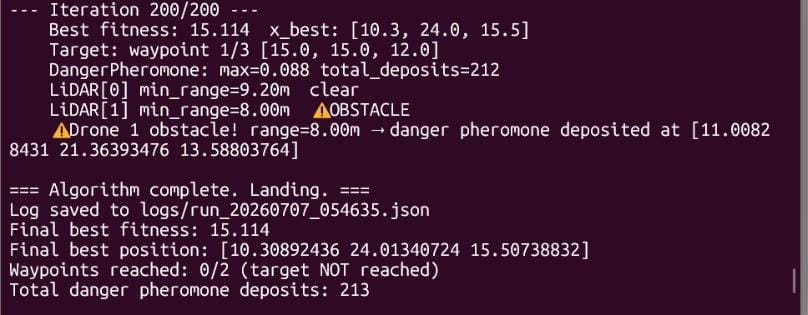 --- Iteration 200/200 ---
Best fitness: 15.114  x_best: [10.3, 24.0, 15.5]
Target: waypoint 1/3 [15.0, 15.0, 12.0]
DangerPheromone: max=0.088 total_deposits=212
LiDAR[0] min_range=9.20m  clear
LiDAR[1] min_range=8.00m  ⚠OBSTACLE
⚠Drone 1 obstacle! range=8.00m → danger pheromone deposited at [11.0082
8431 21.36393476 13.58803764]
=== Algorithm complete. Landing. ===
Log saved to logs/run_20260707_054635.json
Final best fitness: 15.114
Final best position: [10.30892436 24.01340724 15.50738832]
Waypoints reached: 0/2 (target NOT reached)
Total danger pheromone deposits: 213